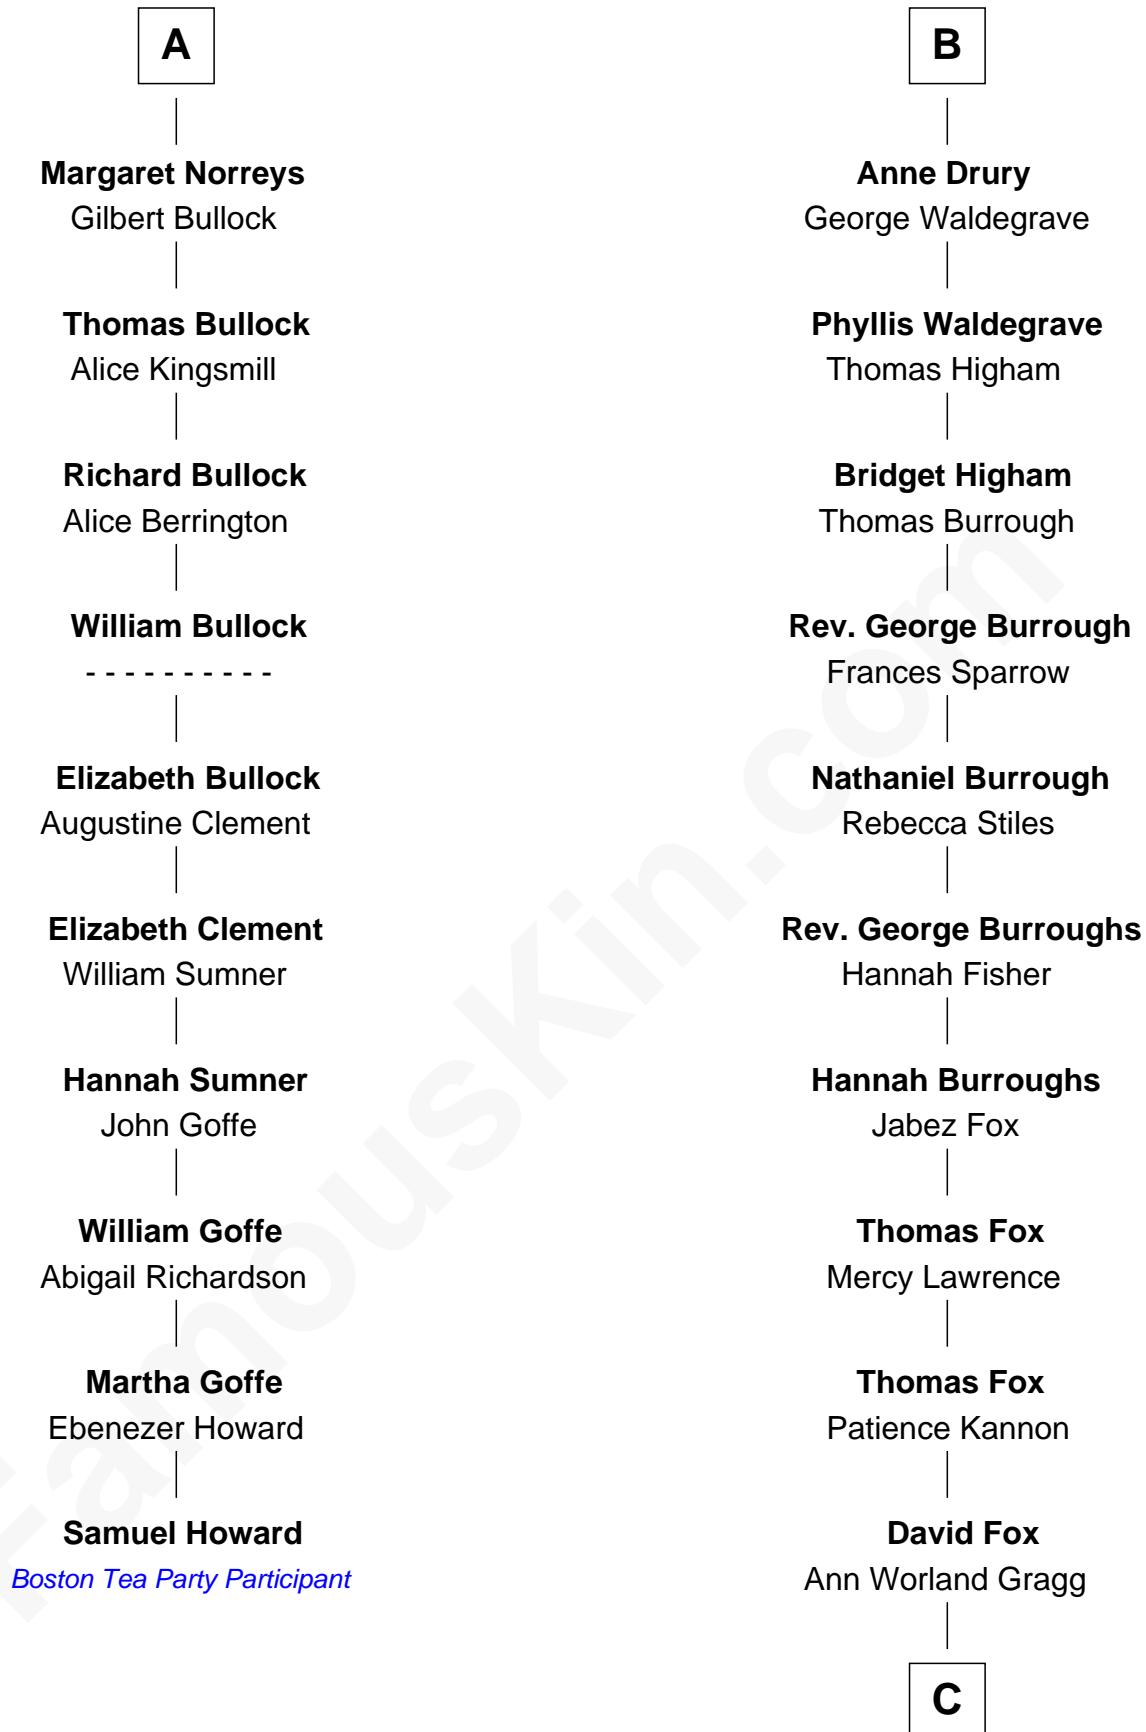 A
Margaret Norreys
Gilbert Bullock
Thomas Bullock
Alice Kingsmill
Richard Bullock
Alice Berrington
William Bullock
- - - - - - - - - -
Elizabeth Bullock
Augustine Clement
Elizabeth Clement
William Sumner
Hannah Sumner
John Goffe
William Goffe
Abigail Richardson
Martha Goffe
Ebenezer Howard
Samuel Howard
Boston Tea Party Participant
B
Anne Drury
George Waldegrave
Phyllis Waldegrave
Thomas Higham
Bridget Higham
Thomas Burrough
Rev. George Burrough
Frances Sparrow
Nathaniel Burrough
Rebecca Stiles
Rev. George Burroughs
Hannah Fisher
Hannah Burroughs
Jabez Fox
Thomas Fox
Mercy Lawrence
Thomas Fox
Patience Kannon
David Fox
Ann Worland Gragg
C
FamousKin.com